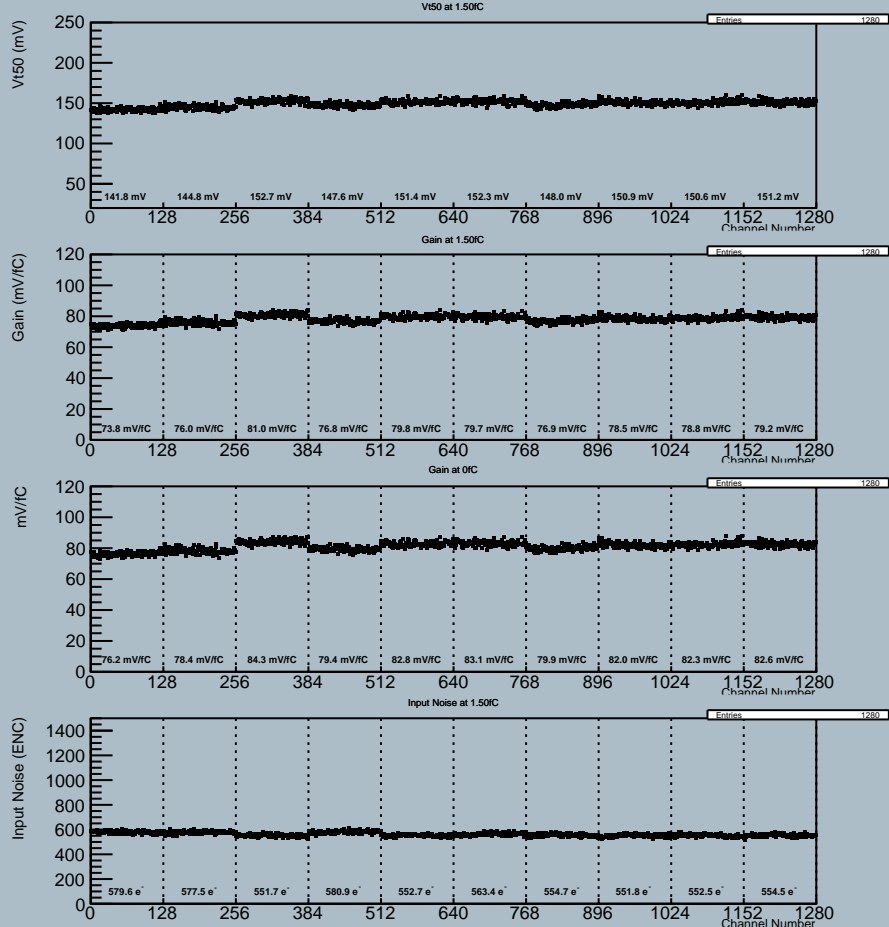 Vt50 at 1.50fC
Entries 1280
Vt50 (mV)
250
200
150
100
50
141.8 mV 144.8 mV 152.7 mV 147.6 mV 151.4 mV 152.3 mV 148.0 mV 150.9 mV 150.6 mV 151.2 mV
0 128 256 384 512 640 768 896 1024 1152 1280
Channel Number
Gain at 1.50fC
Entries 1280
Gain (mV/fC)
120
100
80
60
40
20
0
73.8 mV/fC 76.0 mV/fC 81.0 mV/fC 76.8 mV/fC 79.8 mV/fC 79.7 mV/fC 76.9 mV/fC 78.5 mV/fC 78.8 mV/fC 79.2 mV/fC
0 128 256 384 512 640 768 896 1024 1152 1280
Channel Number
Gain at 0fC
Entries 1280
mV/fC
120
100
80
60
40
20
0
76.2 mV/fC 78.4 mV/fC 84.3 mV/fC 79.4 mV/fC 82.8 mV/fC 83.1 mV/fC 79.9 mV/fC 82.0 mV/fC 82.3 mV/fC 82.6 mV/fC
0 128 256 384 512 640 768 896 1024 1152 1280
Channel Number
Input Noise at 1.50fC
Entries 1280
Input Noise (ENC)
1400
1200
1000
800
600
400
200
0
579.6 e⁻ 577.5 e⁻ 551.7 e⁻ 580.9 e⁻ 552.7 e⁻ 563.4 e⁻ 554.7 e⁻ 551.8 e⁻ 552.5 e⁻ 554.5 e⁻
0 128 256 384 512 640 768 896 1024 1152 1280
Channel Number